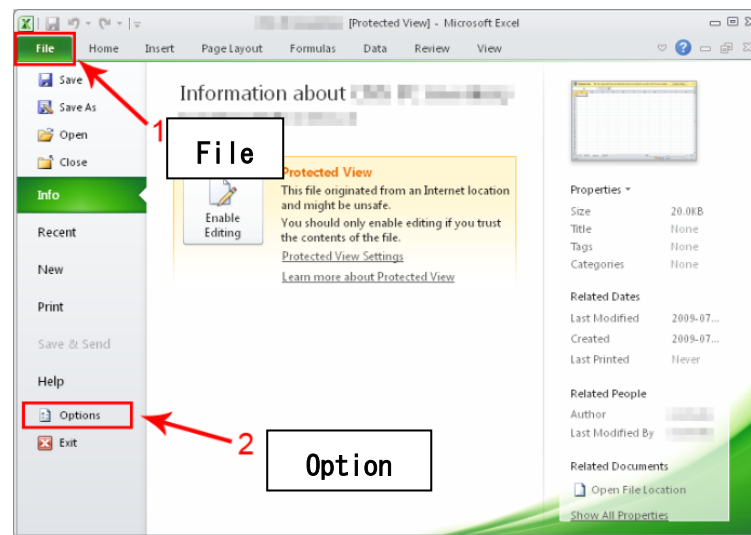 [Protected View] - Microsoft Excel
File Home Insert Page Layout Formulas Data Review View
Save
Save As
Open
Close
Info
Recent
New
Print
Save & Send
Help
Options
Exit
1
File
2
Option
Information about
Enable
Editing
Protected View
This file originated from an Internet location
and might be unsafe.
You should only enable editing if you trust
the contents of the file.
Protected View Settings
Learn more about Protected View
Properties
Size 20.0KB
Title None
Tags None
Categories None
Related Dates
Last Modified 2009-07...
Created 2009-07...
Last Printed Never
Related People
Author
Last Modified By
Related Documents
Open File Location
Show All Properties